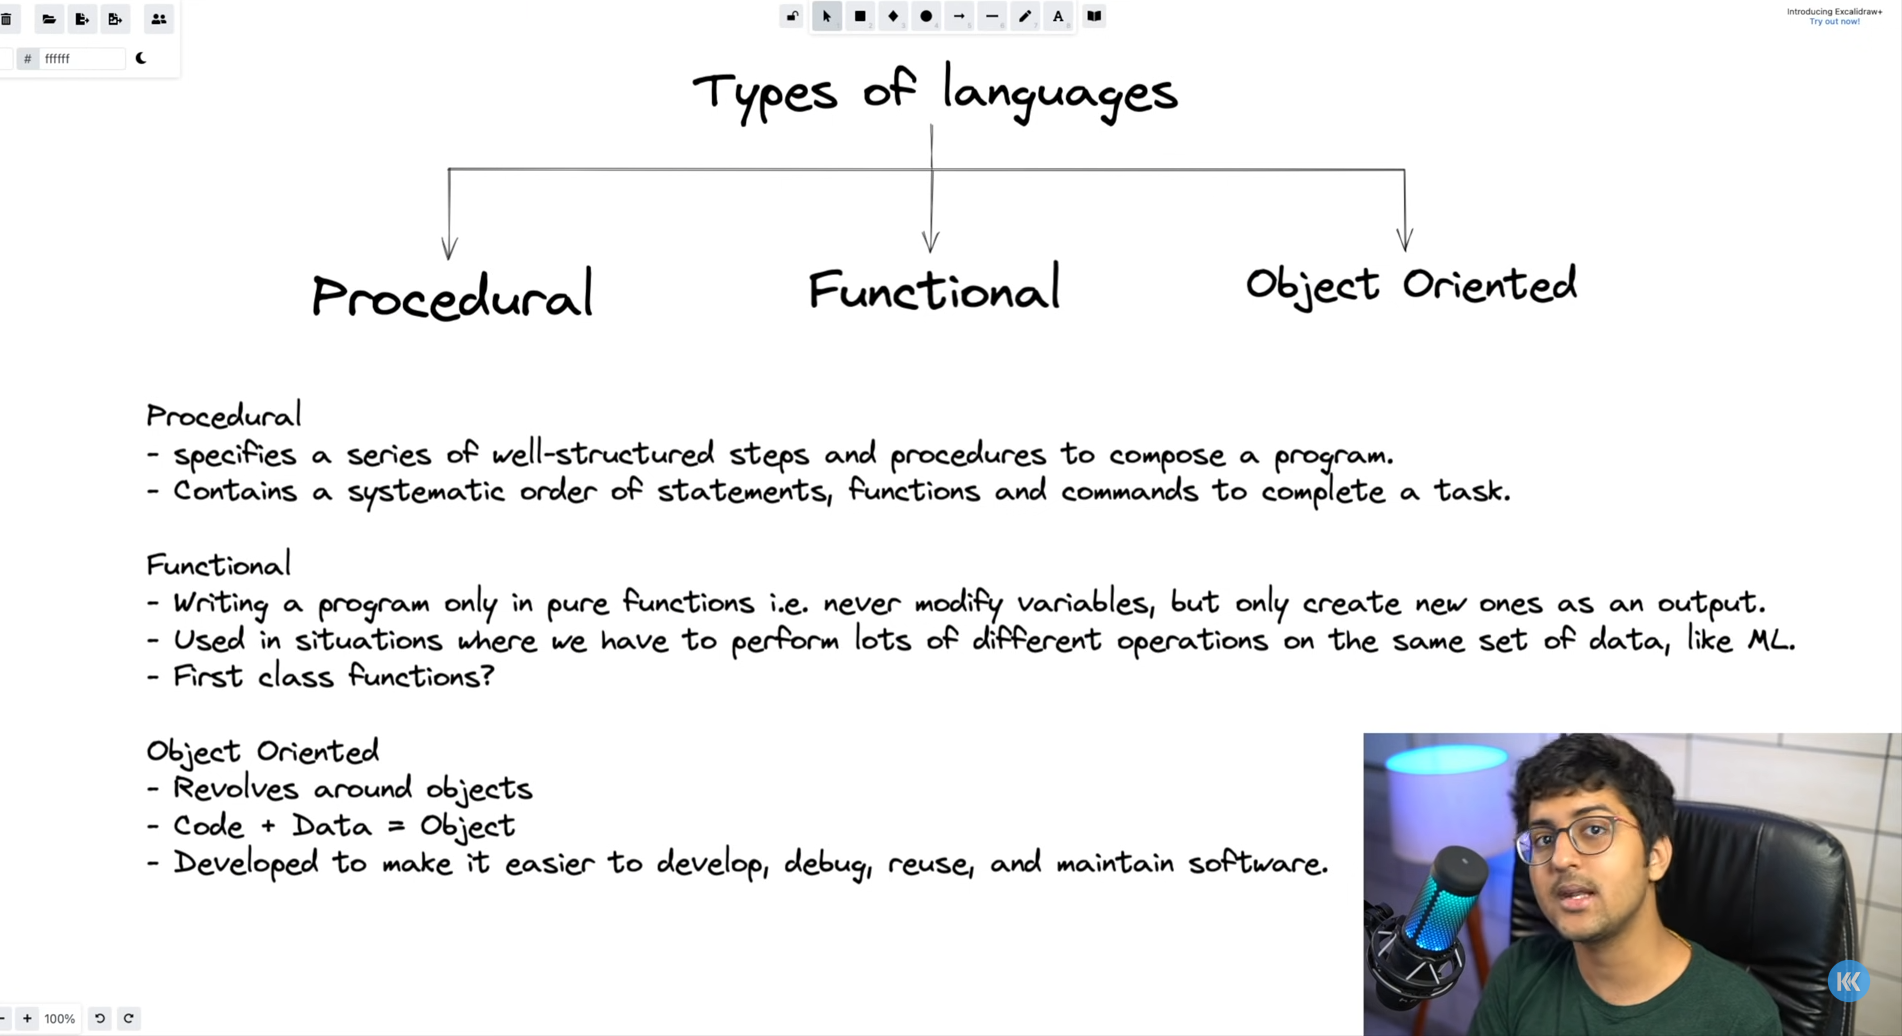 Introducing Excalidraw+
Try out now!
# ffffff
Types of languages
Procedural
Functional
Object Oriented
Procedural
- specifies a series of well-structured steps and procedures to compose a program.
- Contains a systematic order of statements, functions and commands to complete a task.
Functional
- Writing a program only in pure functions i.e. never modify variables, but only create new ones as an output.
- Used in situations where we have to perform lots of different operations on the same set of data, like ML.
- First class functions?
Object Oriented
- Revolves around objects
- Code + Data = Object
- Developed to make it easier to develop, debug, reuse, and maintain software.
100%